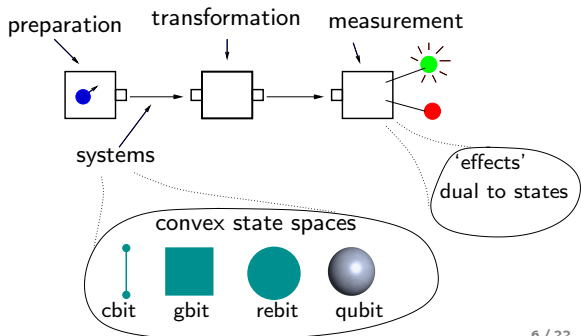 preparation
transformation
measurement
systems
'effects'
dual to states
convex state spaces
cbit gbit rebit qubit
6 / 22